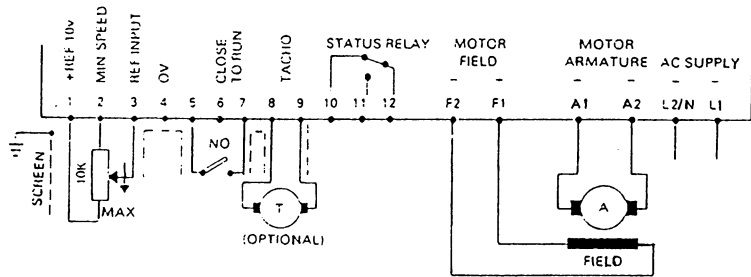 +REF 10v
MIN SPEED
REF INPUT
OV
CLOSE
TO RUN
TACHO
STATUS RELAY
MOTOR
FIELD
MOTOR
ARMATURE
AC SUPPLY
1 2 3 4 5 6 7 8 9 10 11 12 F2 F1 A1 A2 L2/N L1
SCREEN
10K
MAX
NO
T
(OPTIONAL)
A
FIELD